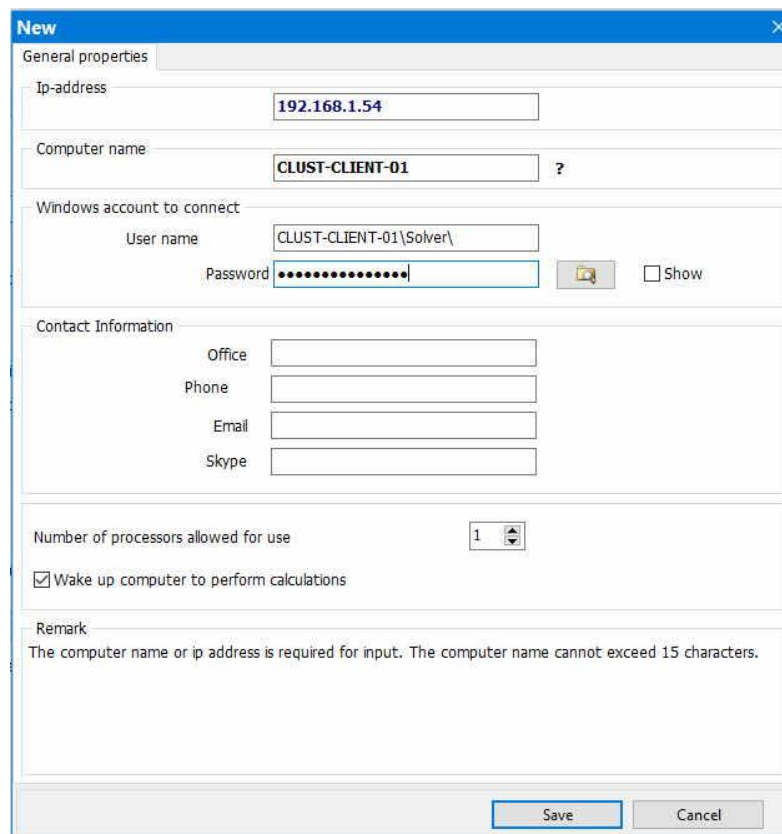 New
General properties
Ip-address
192.168.1.54
Computer name
CLUST-CLIENT-01 ?
Windows account to connect
User name CLUST-CLIENT-01\Solver\
Password ●●●●●●●●●●●●●●● Show
Contact Information
Office
Phone
Email
Skype
Number of processors allowed for use 1
Wake up computer to perform calculations
Remark
The computer name or ip address is required for input. The computer name cannot exceed 15 characters.
Save Cancel